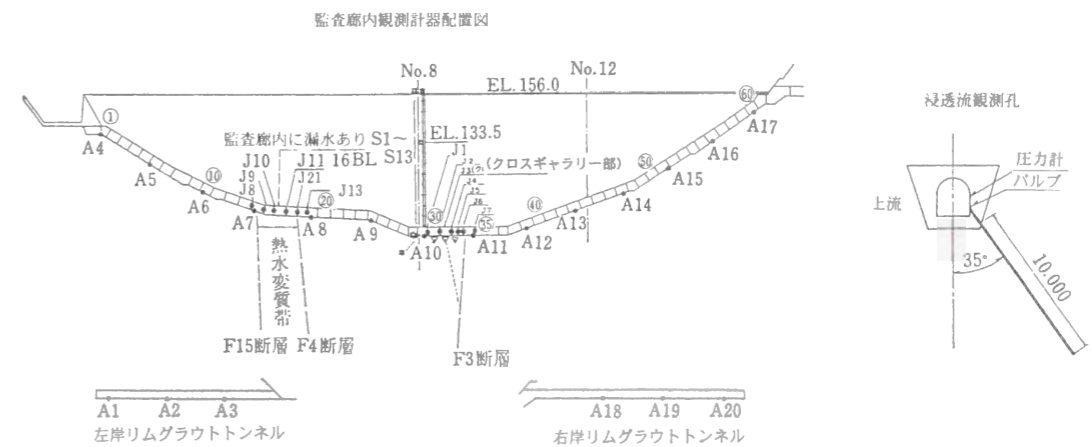 監査廊内観測計器配置図
No.8
No.12
EL.156.0
60
浸透流観測孔
①
A17
監査廊内に漏水あり S1～
S13
EL.133.5
A4
J10
J11 16BL
J1
A16
J9
J21
J2
J3(ラ)(クロスギャラリー部)
50
圧力計
バルブ
A5
⑩
J8
J13
J4
A15
上流
J5
A6
⑳
㉚
J6
㊵
A14
A7
A8
J7
㉟
A13
A9
A10
A11
A12
35°
10.000
熱水変質帯
F15断層
F4断層
F3断層
A1 A2 A3
A18 A19 A20
左岸リムグラウトトンネル
右岸リムグラウトトンネル